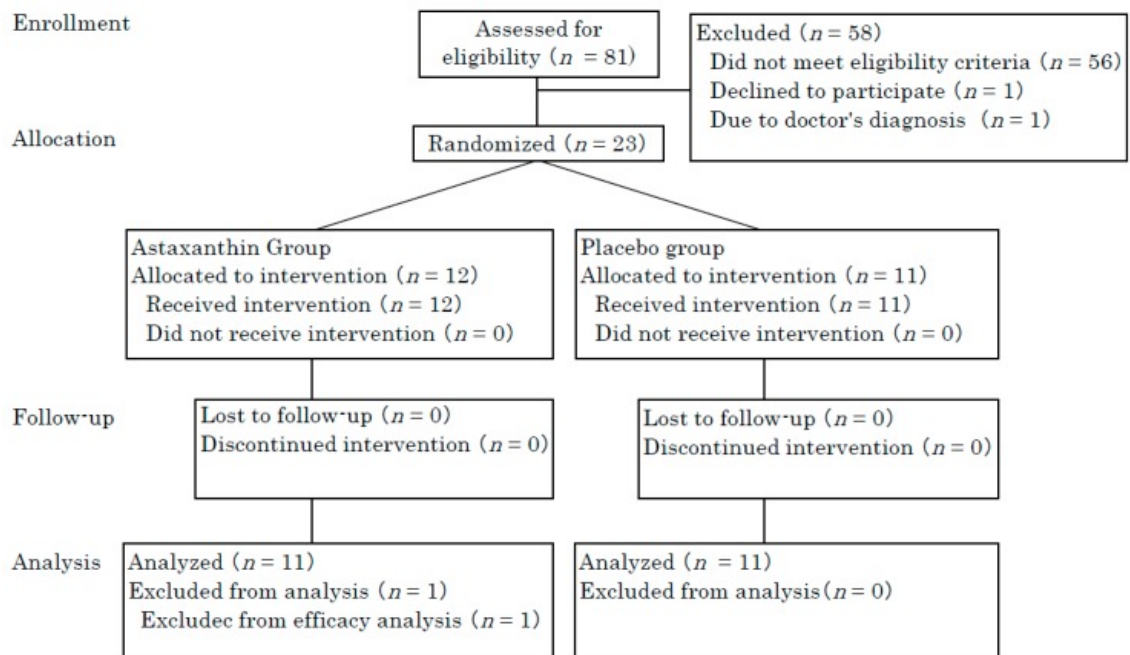 Enrollment
Assessed for
eligibility (n = 81)
Excluded (n = 58)
Did not meet eligibility criteria (n = 56)
Declined to participate (n = 1)
Due to doctor's diagnosis (n = 1)
Allocation
Randomized (n = 23)
Astaxanthin Group
Allocated to intervention (n = 12)
Received intervention (n = 12)
Did not receive intervention (n = 0)
Placebo group
Allocated to intervention (n = 11)
Received intervention (n = 11)
Did not receive intervention (n = 0)
Follow-up
Lost to follow-up (n = 0)
Discontinued intervention (n = 0)
Lost to follow-up (n = 0)
Discontinued intervention (n = 0)
Analysis
Analyzed (n = 11)
Excluded from analysis (n = 1)
Excludec from efficacy analysis (n = 1)
Analyzed (n = 11)
Excluded from analysis (n = 0)